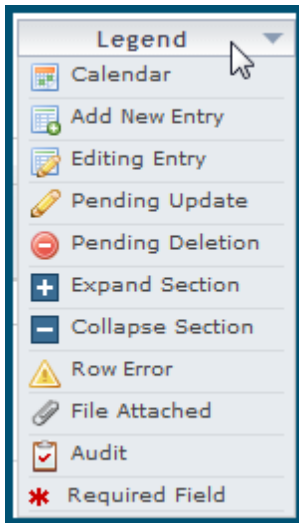 Legend
Calendar
Add New Entry
Editing Entry
Pending Update
Pending Deletion
Expand Section
Collapse Section
Row Error
File Attached
Audit
Required Field